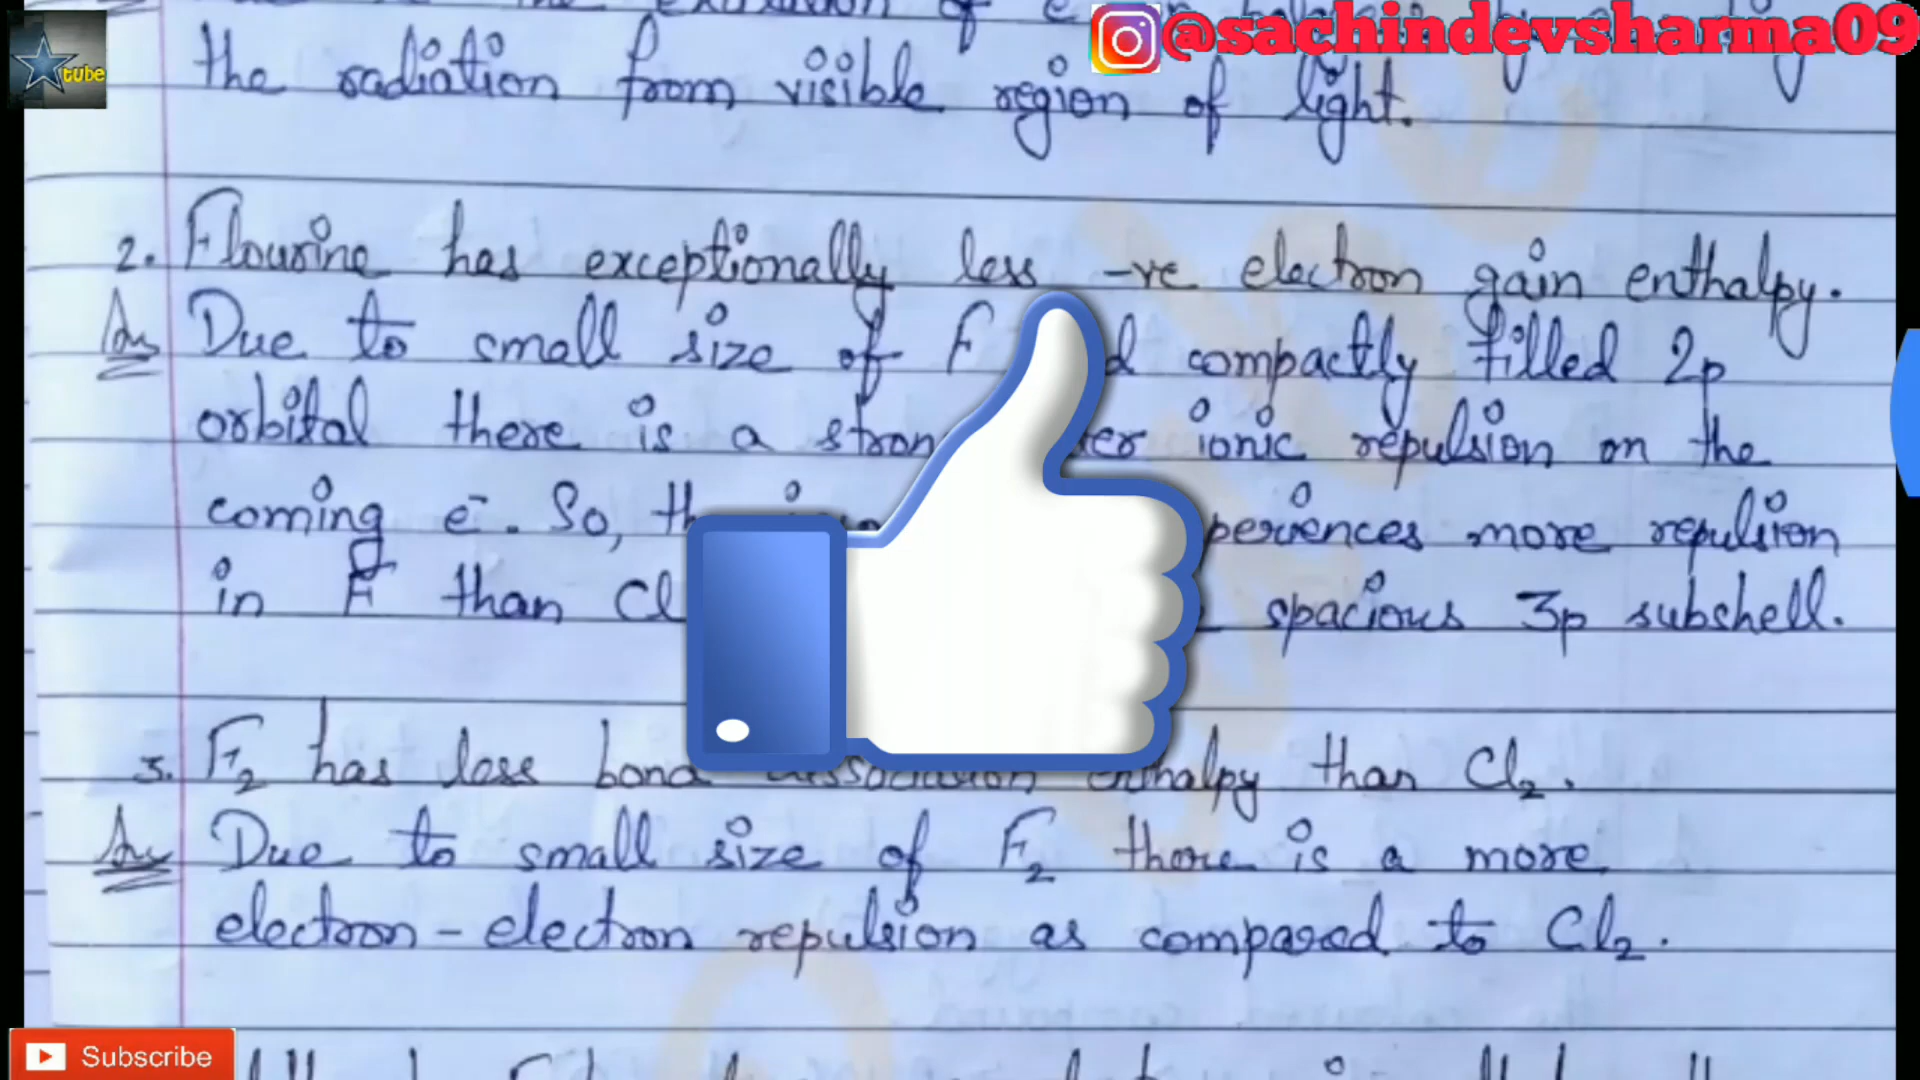 tube
@sachindevsharma09
the radiation from visible region of light.
2. Flourine has exceptionally less -ve electron gain enthalpy.
Ans Due to small size of F compactly filled 2p
orbital there is a ionic repulsion on the
coming e⁻. So, more repulsion
in F than Cl spacious 3p subshell.
3. F₂ has less bond enthalpy than Cl₂.
Ans Due to small size of F₂ there is a more
electron - electron repulsion as compared to Cl₂.
Subscribe